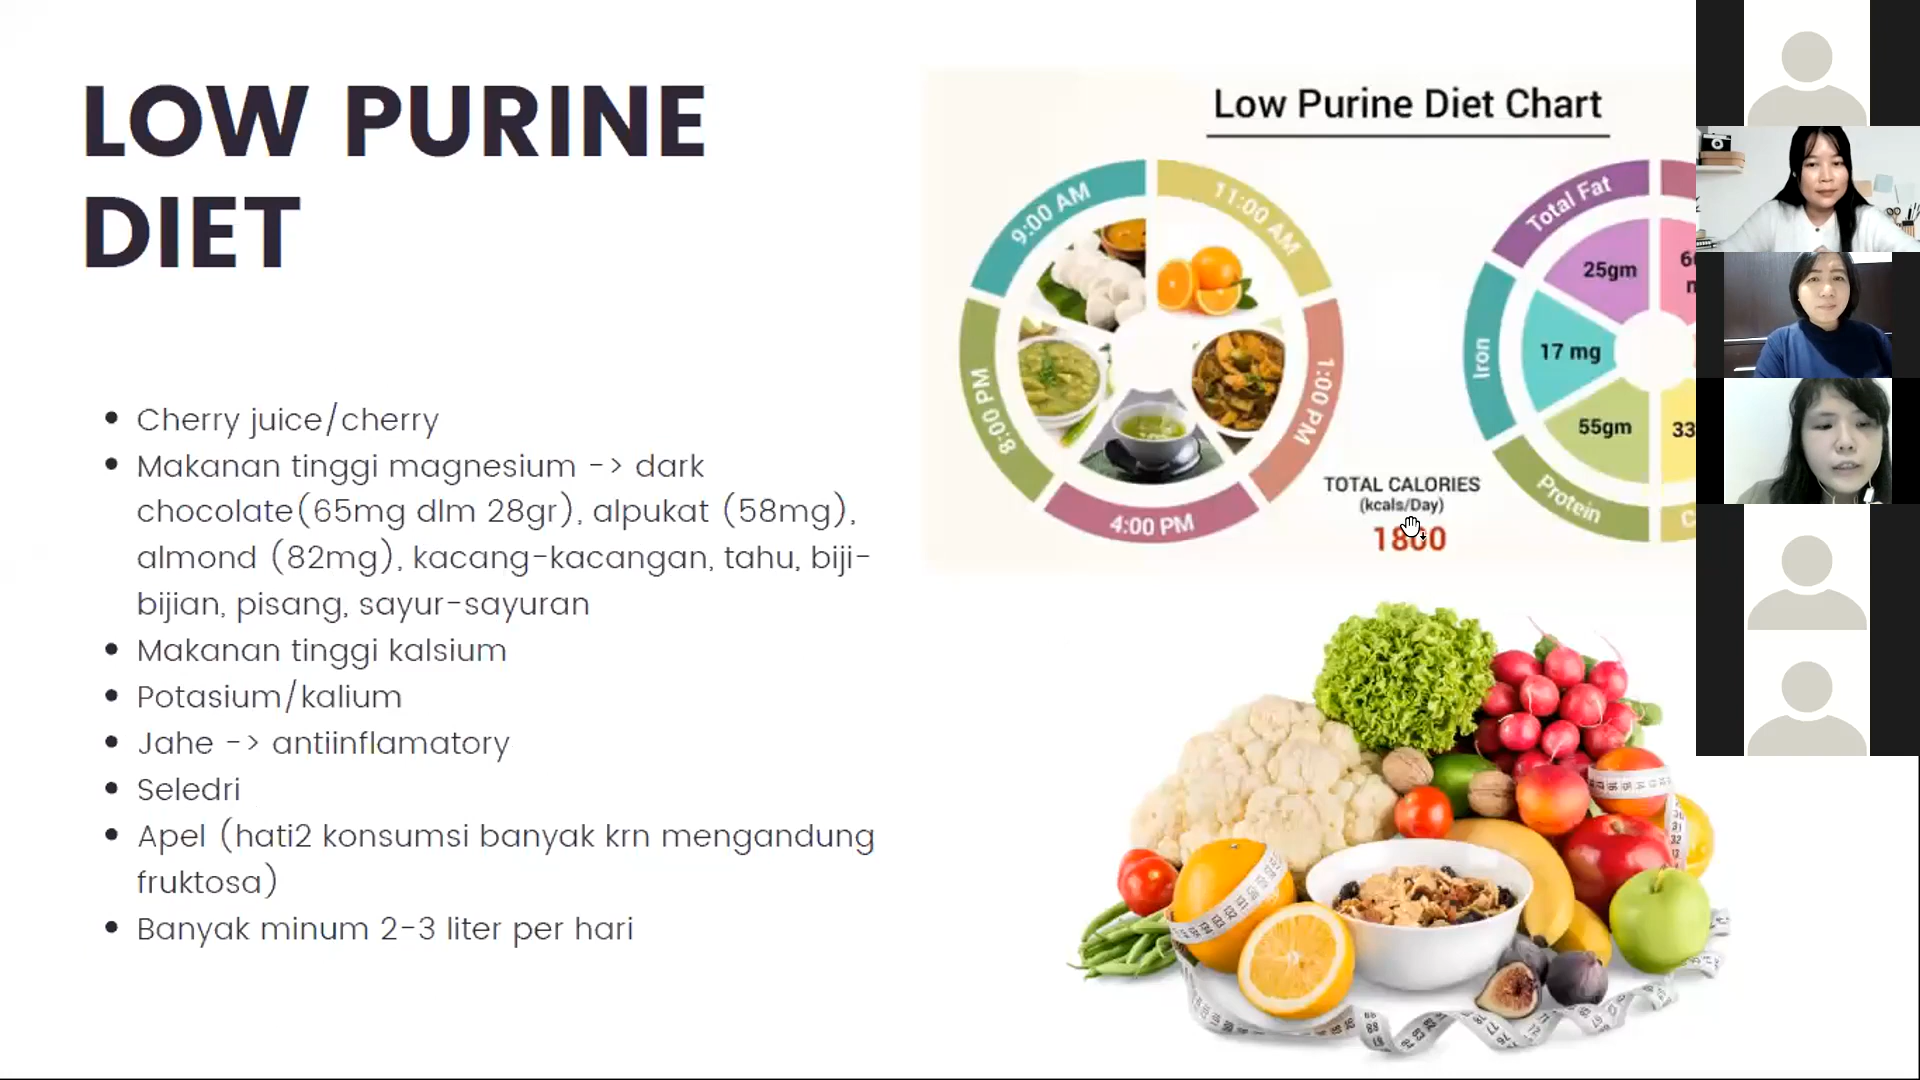 LOW PURINE
DIET
Cherry juice/cherry
Makanan tinggi magnesium -> dark
chocolate(65mg dlm 28gr), alpukat (58mg),
almond (82mg), kacang-kacangan, tahu, biji-
bijian, pisang, sayur-sayuran
Makanan tinggi kalsium
Potasium/kalium
Jahe -> antiinflamatory
Seledri
Apel (hati2 konsumsi banyak krn mengandung
fruktosa)
Banyak minum 2-3 liter per hari
Low Purine Diet Chart
9:00 AM
11:00 AM
1:00 PM
4:00 PM
8:00 PM
TOTAL CALORIES
(kcals/Day)
1800
Total Fat
25gm
Iron
17 mg
Protein
55gm
33